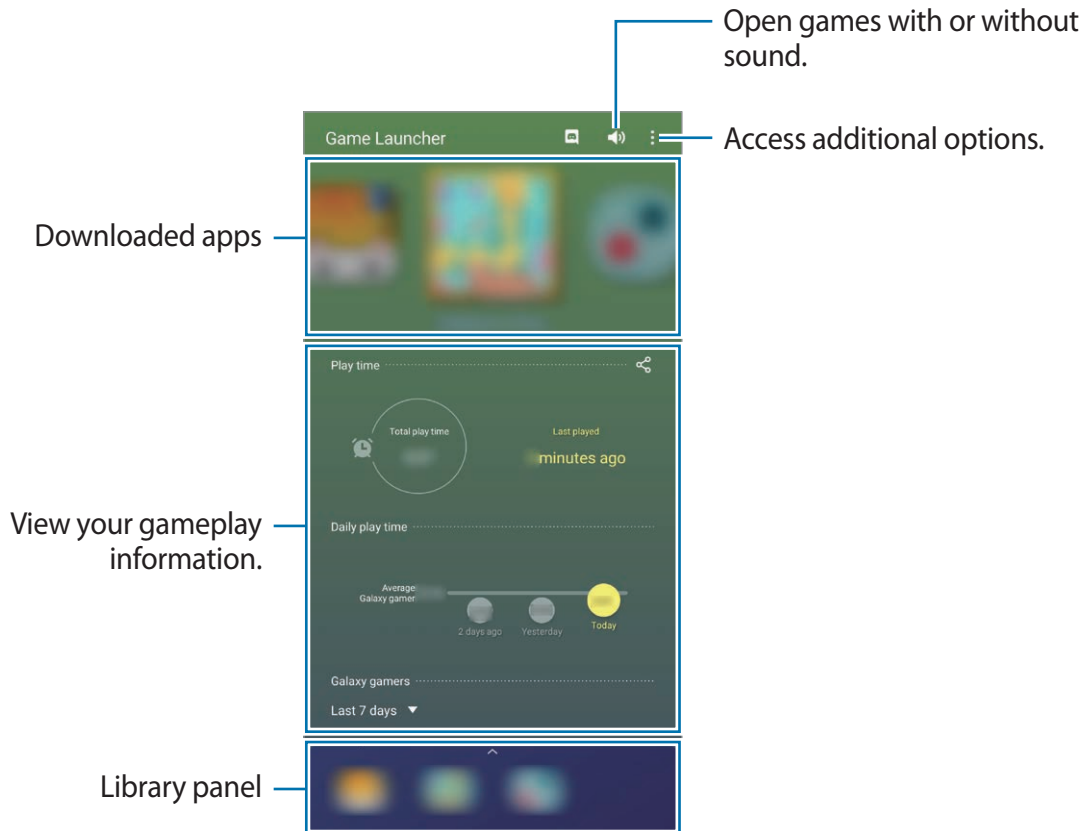 Open games with or without
sound.
Game Launcher
Access additional options.
Downloaded apps
Play time
Total play time
Last played
minutes ago
View your gameplay
information.
Daily play time
Average
Galaxy gamer
2 days ago
Yesterday
Today
Galaxy gamers
Last 7 days
Library panel